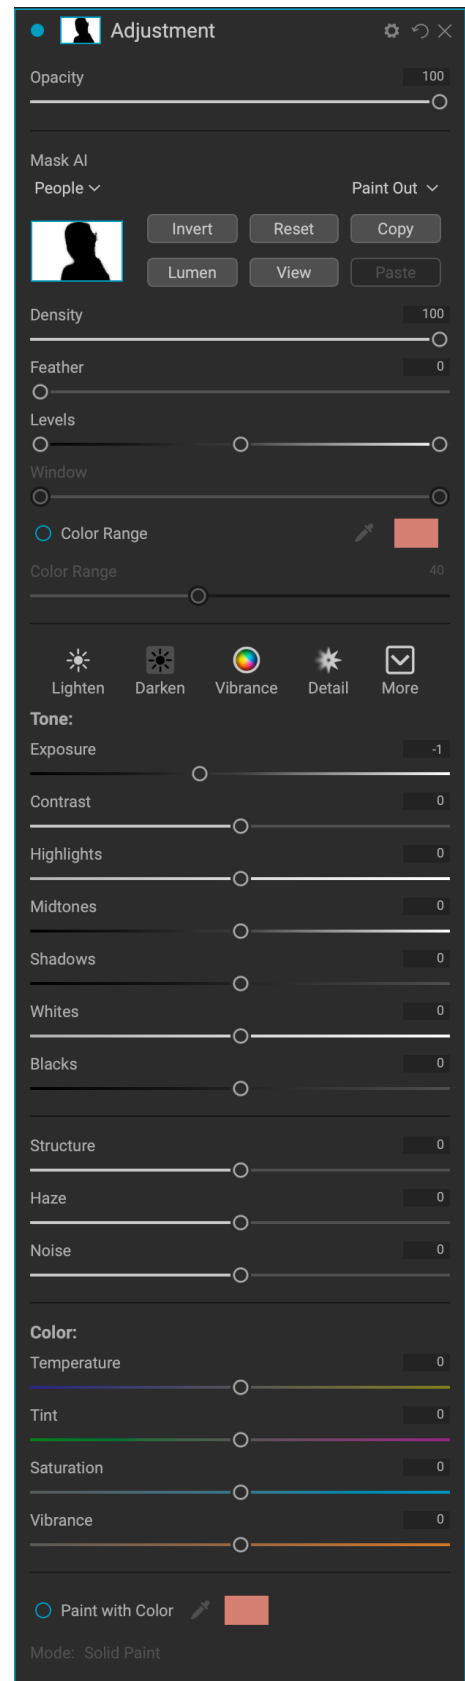 Adjustment
Opacity 100
Mask AI
People Paint Out
Invert Reset Copy
Lumen View Paste
Density 100
Feather 0
Levels
Window
Color Range
Color Range 40
Lighten Darken Vibrance Detail More
Tone:
Exposure -1
Contrast 0
Highlights 0
Midtones 0
Shadows 0
Whites 0
Blacks 0
Structure 0
Haze 0
Noise 0
Color:
Temperature 0
Tint 0
Saturation 0
Vibrance 0
Paint with Color
Mode: Solid Paint